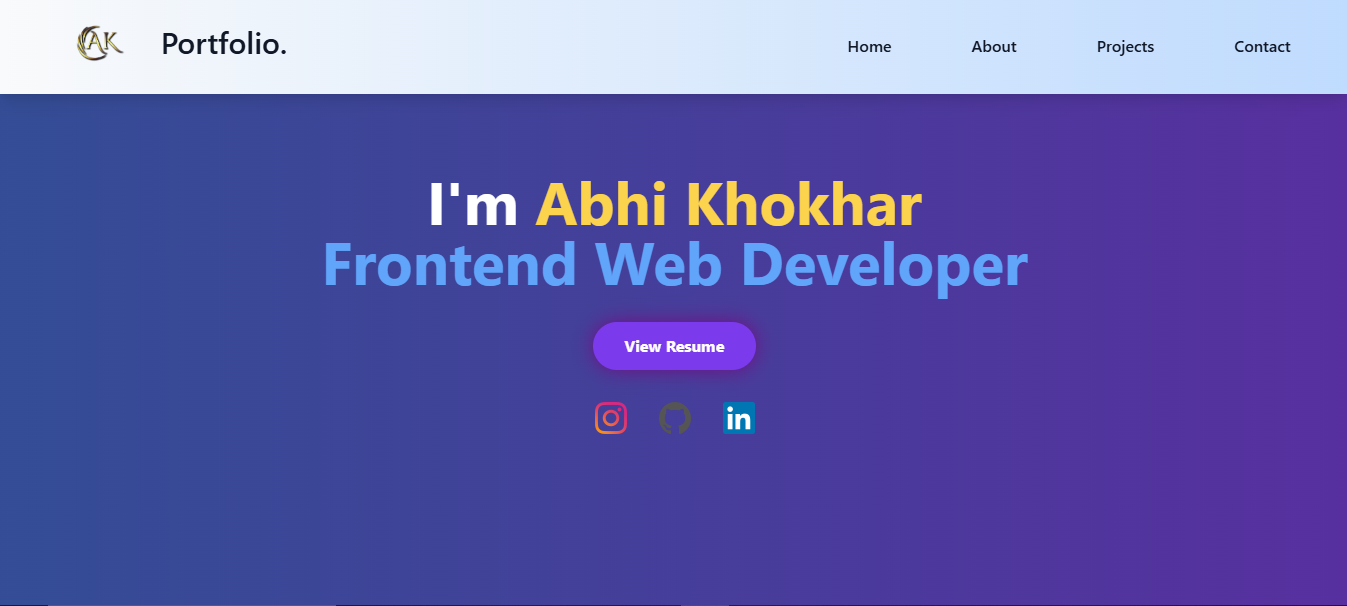 AK
Portfolio.
Home
About
Projects
Contact
I'm Abhi Khokhar
Frontend Web Developer
View Resume
in